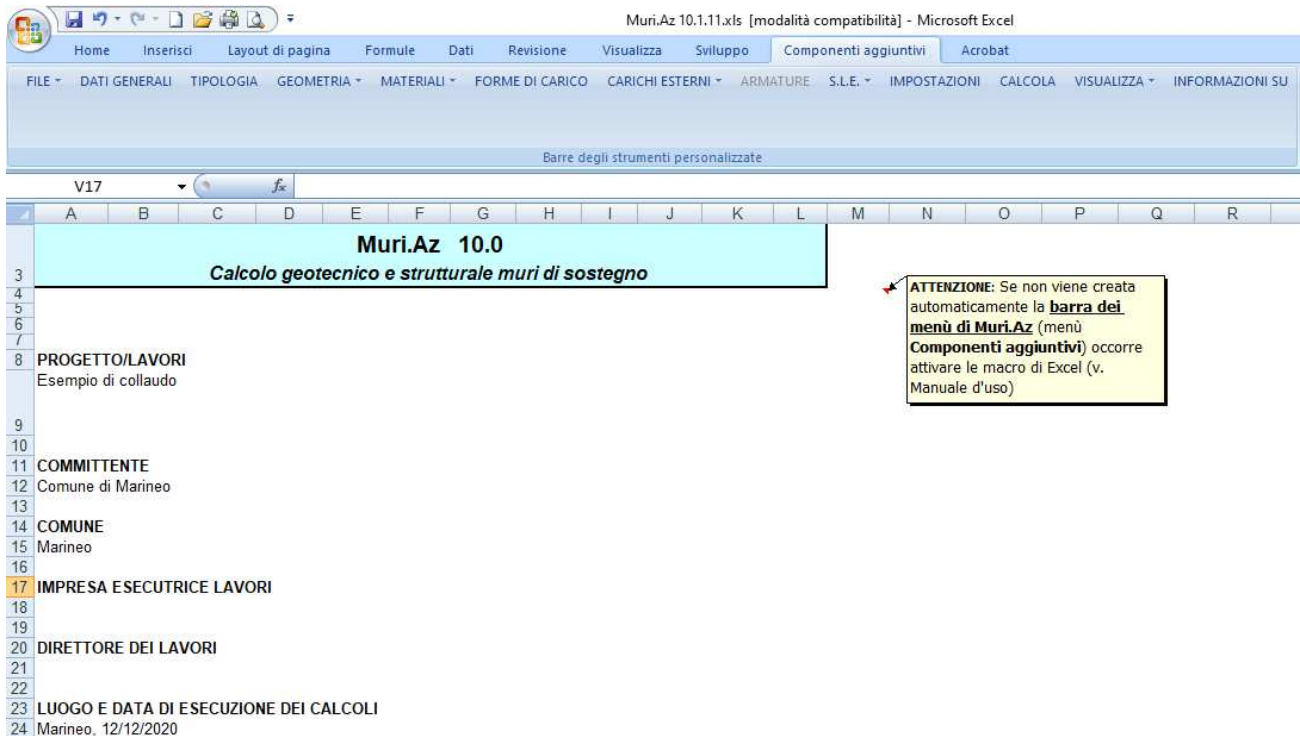 Muri.Az 10.1.11.xls [modalità compatibilità] - Microsoft Excel
Home Inserisci Layout di pagina Formule Dati Revisione Visualizza Sviluppo Componenti aggiuntivi Acrobat
FILE DATI GENERALI TIPOLOGIA GEOMETRIA MATERIALI FORME DI CARICO CARICHI ESTERNI ARMATURE S.L.E. IMPOSTAZIONI CALCOLA VISUALIZZA INFORMAZIONI SU
Barre degli strumenti personalizzate
V17 fx
A B C D E F G H I J K L M N O P Q R
Muri.Az 10.0
3 Calcolo geotecnico e strutturale muri di sostegno
4
5
6
7
8 PROGETTO/LAVORI
Esempio di collaudo
9
10
11 COMMITTENTE
12 Comune di Marineo
13
14 COMUNE
15 Marineo
16
17 IMPRESA ESECUTRICE LAVORI
18
19
20 DIRETTORE DEI LAVORI
21
22
23 LUOGO E DATA DI ESECUZIONE DEI CALCOLI
24 Marineo, 12/12/2020
ATTENZIONE: Se non viene creata
automaticamente la barra dei
menù di Muri.Az (menù
Componenti aggiuntivi) occorre
attivare le macro di Excel (v.
Manuale d'uso)